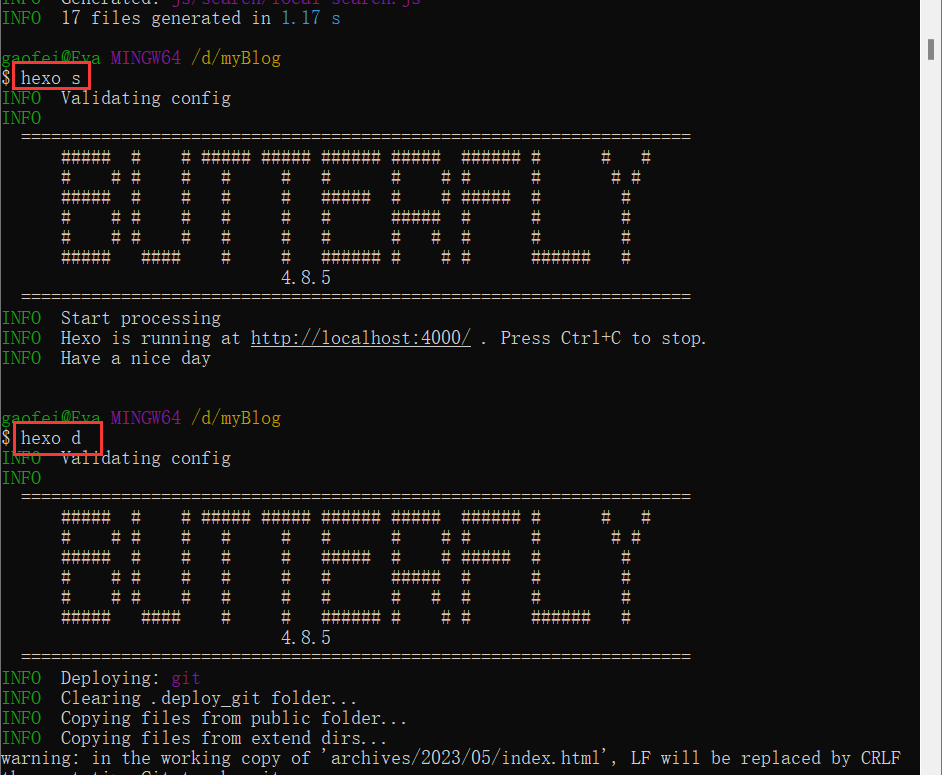 INFO  Generated: js/search/local-search.js
INFO  17 files generated in 1.17 s
gaofei@Eva MINGW64 /d/myBlog
$ hexo s
INFO  Validating config
INFO
===================================================================
##### # # ##### ##### ###### ##### ###### # # #
# # # # # # # # # # # # #
##### # # # # ##### # # ##### # #
# # # # # # # ##### # # #
# # # # # # # # # # # #
##### #### # # ###### # # # ###### #
4.8.5
===================================================================
INFO  Start processing
INFO  Hexo is running at http://localhost:4000/ . Press Ctrl+C to stop.
INFO  Have a nice day
gaofei@Eva MINGW64 /d/myBlog
$ hexo d
INFO  Validating config
INFO
===================================================================
##### # # ##### ##### ###### ##### ###### # # #
# # # # # # # # # # # # #
##### # # # # ##### # # ##### # #
# # # # # # # ##### # # #
# # # # # # # # # # # #
##### #### # # ###### # # # ###### #
4.8.5
===================================================================
INFO  Deploying: git
INFO  Clearing .deploy_git folder...
INFO  Copying files from public folder...
INFO  Copying files from extend dirs...
warning: in the working copy of 'archives/2023/05/index.html', LF will be replaced by CRLF